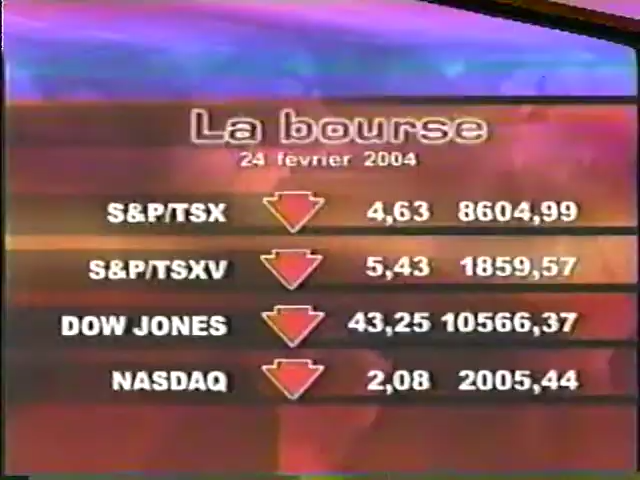 La bourse
24 février 2004
S&P/TSX 4,63 8604,99
S&P/TSXV 5,43 1859,57
DOW JONES 43,25 10566,37
NASDAQ 2,08 2005,44